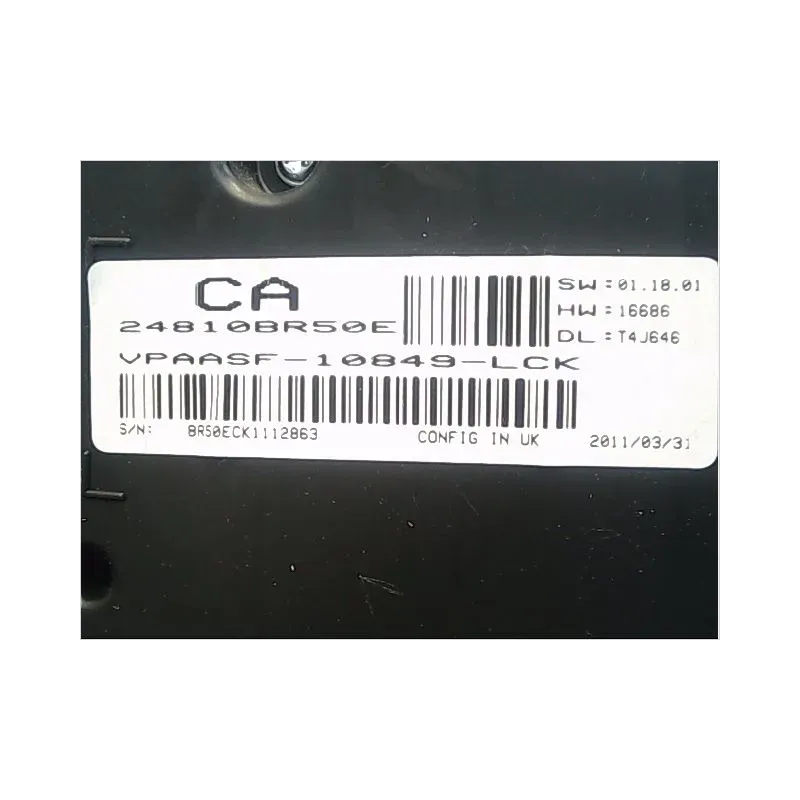 CA
24810BR50E
SW :01.18.01
HW :16686
DL :T4J646
VPAASF-10849-LCK
S/N: BR50ECK1112863 CONFIG IN UK 2011/03/31